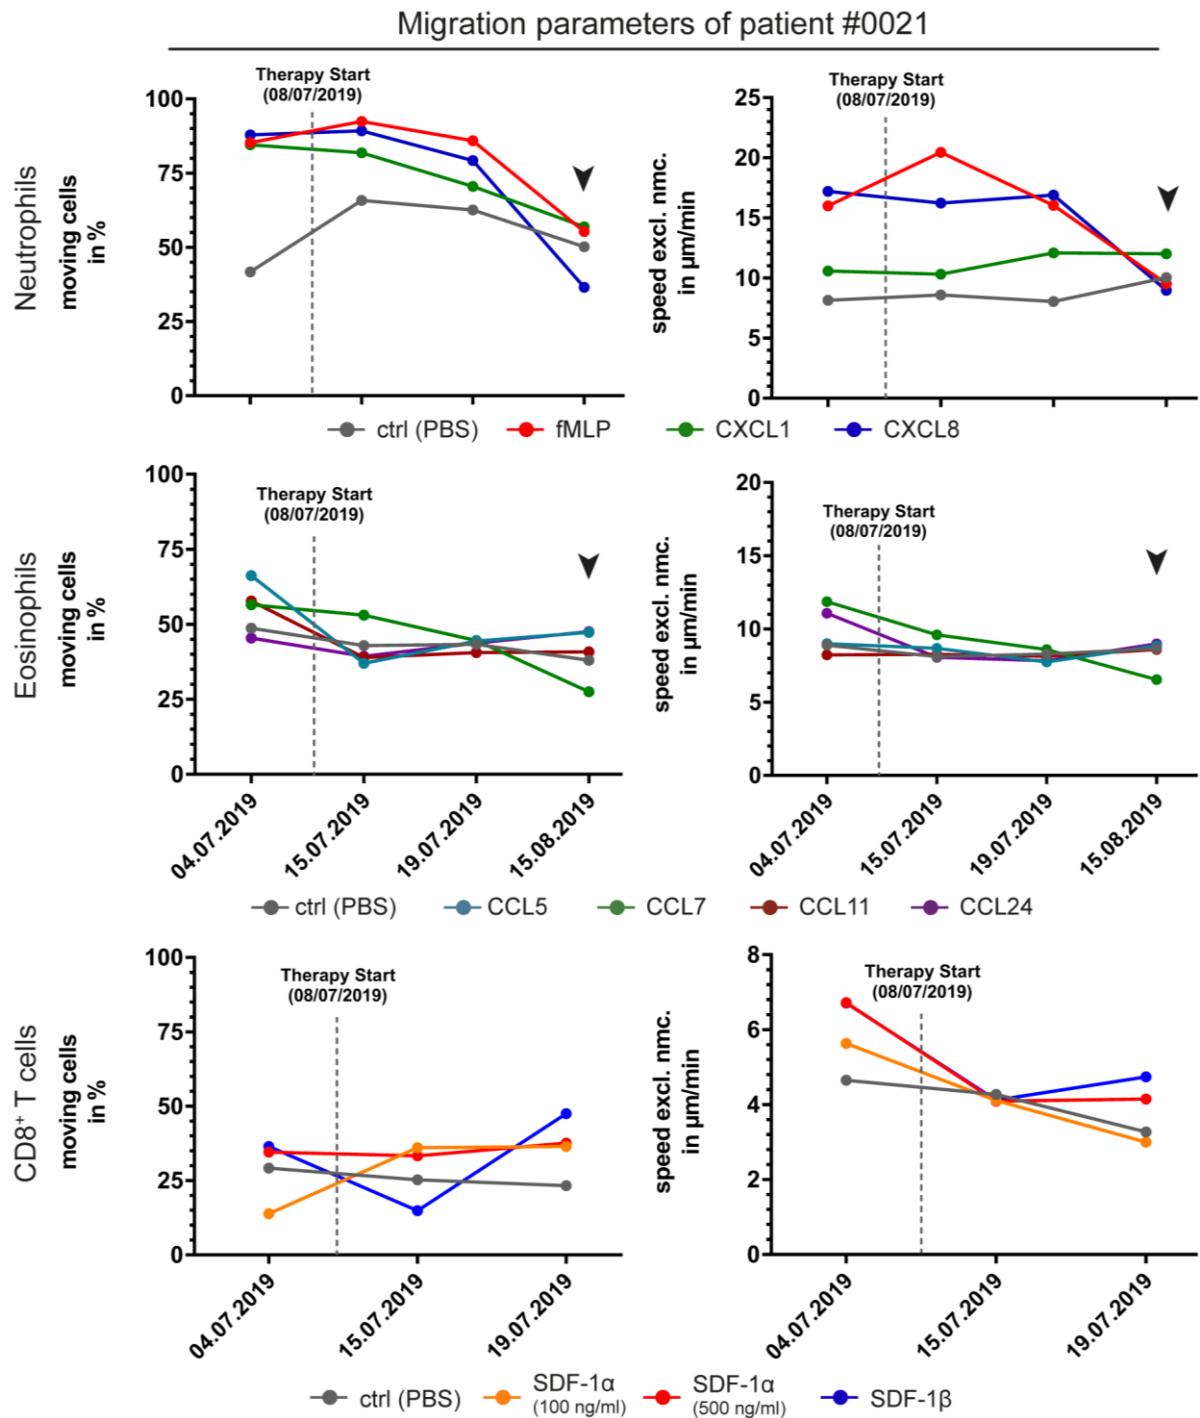 Migration parameters of patient #0021
Neutrophils
moving cells
in %
Therapy Start
(08/07/2019)
100
75
50
25
0
speed excl. nmc.
in µm/min
Therapy Start
(08/07/2019)
25
20
15
10
5
0
ctrl (PBS) fMLP CXCL1 CXCL8
Eosinophils
moving cells
in %
Therapy Start
(08/07/2019)
100
75
50
25
0
04.07.2019 15.07.2019 19.07.2019 15.08.2019
speed excl. nmc.
in µm/min
Therapy Start
(08/07/2019)
20
15
10
5
0
04.07.2019 15.07.2019 19.07.2019 15.08.2019
ctrl (PBS) CCL5 CCL7 CCL11 CCL24
CD8⁺ T cells
moving cells
in %
Therapy Start
(08/07/2019)
100
75
50
25
0
04.07.2019 15.07.2019 19.07.2019
speed excl. nmc.
in µm/min
Therapy Start
(08/07/2019)
8
6
4
2
0
04.07.2019 15.07.2019 19.07.2019
ctrl (PBS) SDF-1α (100 ng/ml) SDF-1α (500 ng/ml) SDF-1β